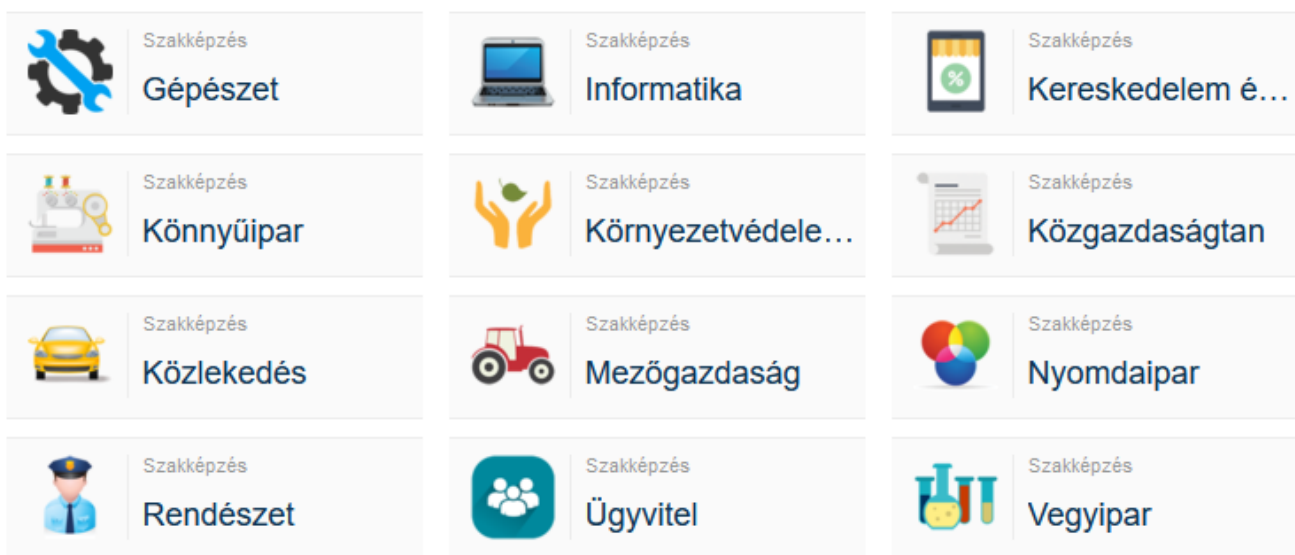 Szakképzés
Gépészet
Szakképzés
Informatika
Szakképzés
Kereskedelem é…
Szakképzés
Könnyűipar
Szakképzés
Környezetvédele…
Szakképzés
Közgazdaságtan
Szakképzés
Közlekedés
Szakképzés
Mezőgazdaság
Szakképzés
Nyomdaipar
Szakképzés
Rendészet
Szakképzés
Ügyvitel
Szakképzés
Vegyipar
%